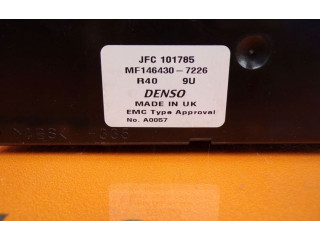 JFC 101785
MF146430-7226
R40 9U
DENSO
MADE IN UK
EMC Type Approval
No. A0057